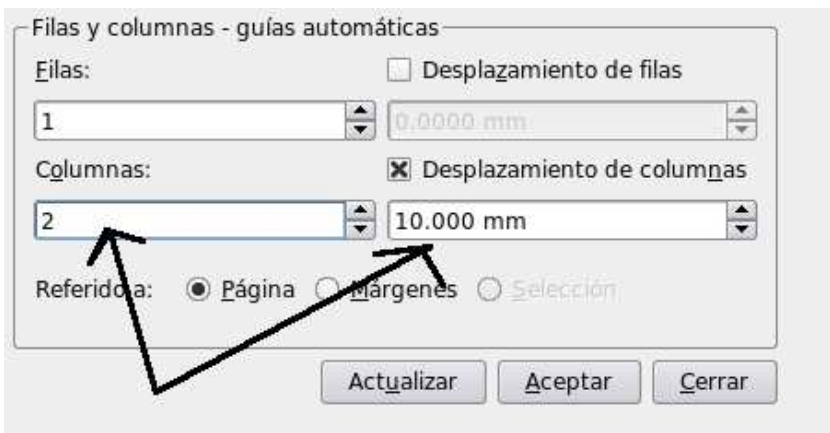 Filas y columnas - guías automáticas
Filas: Desplazamiento de filas
1 0.0000 mm
Columnas: Desplazamiento de columnas
2 10.000 mm
Referido a: Página Márgenes Selección
Actualizar Aceptar Cerrar